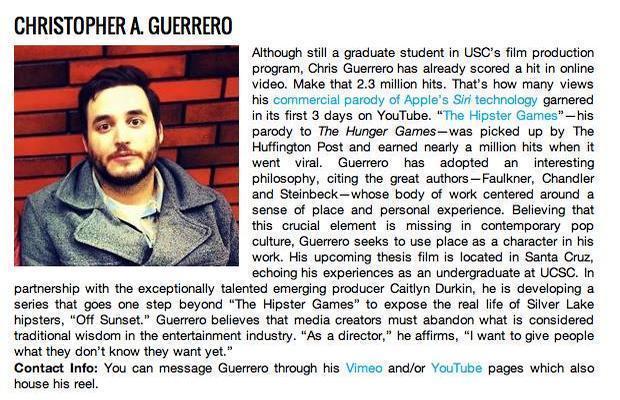 CHRISTOPHER A. GUERRERO
Although still a graduate student in USC's film production
program, Chris Guerrero has already scored a hit in online
video. Make that 2.3 million hits. That's how many views
his commercial parody of Apple's Siri technology garnered
in its first 3 days on YouTube. “The Hipster Games”—his
parody to The Hunger Games—was picked up by The
Huffington Post and earned nearly a million hits when it
went viral. Guerrero has adopted an interesting
philosophy, citing the great authors—Faulkner, Chandler
and Steinbeck—whose body of work centered around a
sense of place and personal experience. Believing that
this crucial element is missing in contemporary pop
culture, Guerrero seeks to use place as a character in his
work. His upcoming thesis film is located in Santa Cruz,
echoing his experiences as an undergraduate at UCSC. In
partnership with the exceptionally talented emerging producer Caitlyn Durkin, he is developing a
series that goes one step beyond “The Hipster Games” to expose the real life of Silver Lake
hipsters, “Off Sunset.” Guerrero believes that media creators must abandon what is considered
traditional wisdom in the entertainment industry. “As a director,” he affirms, “I want to give people
what they don't know they want yet.”
Contact Info: You can message Guerrero through his Vimeo and/or YouTube pages which also
house his reel.